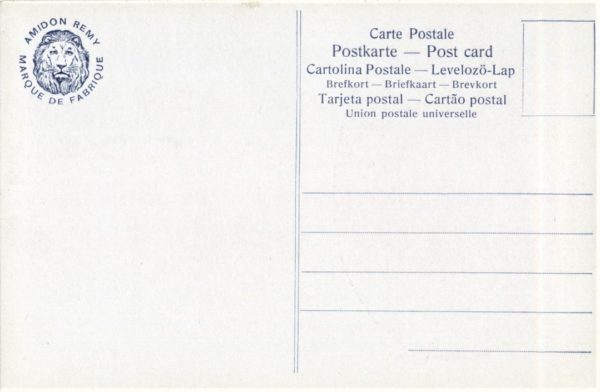 AMIDON REMY
MARQUE DE FABRIQUE
Carte Postale
Postkarte — Post card
Cartolina Postale — Levelozö-Lap
Brefkort — Briefkaart — Brevkort
Tarjeta postal — Cartão postal
Union postale universelle